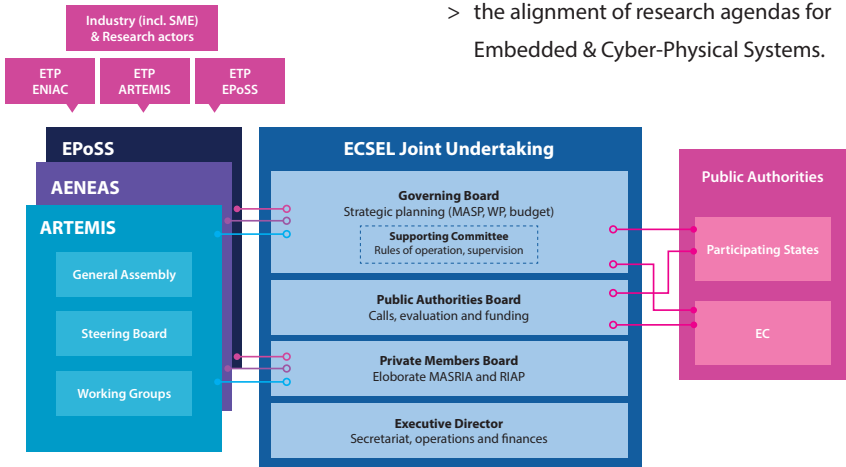 > the alignment of research agendas for
Embedded & Cyber-Physical Systems.
Industry (incl. SME)
& Research actors
ETP
ENIAC
ETP
ARTEMIS
ETP
EPoSS
EPoSS
AENEAS
ARTEMIS
General Assembly
Steering Board
Working Groups
ECSEL Joint Undertaking
Governing Board
Strategic planning (MASP, WP, budget)
Supporting Committee
Rules of operation, supervision
Public Authorities Board
Calls, evaluation and funding
Private Members Board
Eloborate MASRIA and RIAP
Executive Director
Secretariat, operations and finances
Public Authorities
Participating States
EC